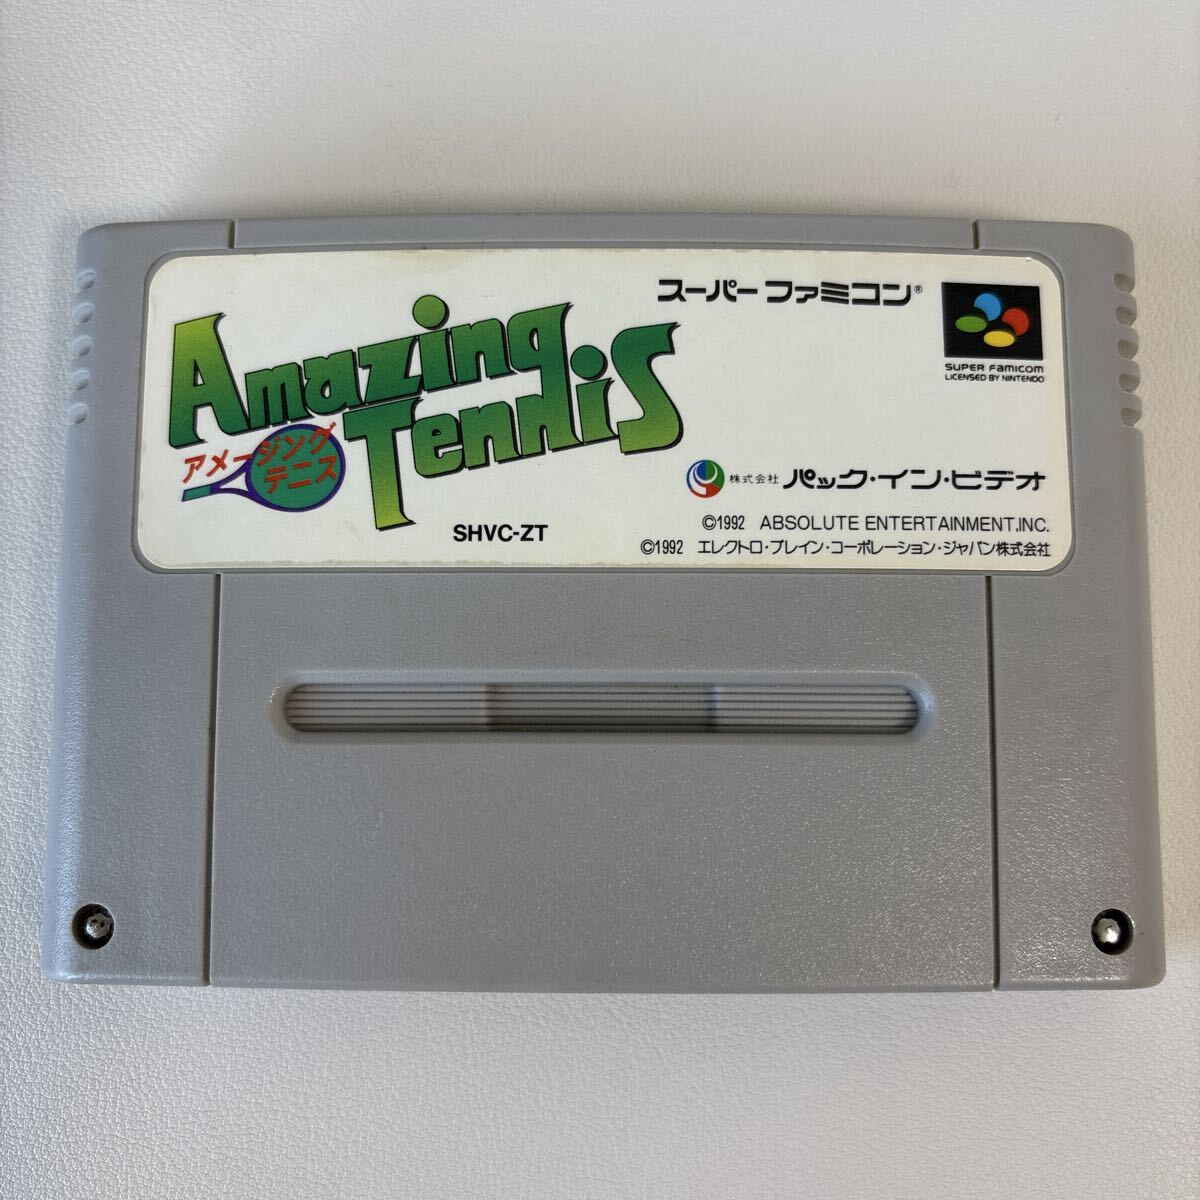 Amazing
Tennis
アメージング
テニス
SHVC-ZT
スーパーファミコン®
SUPER FAMICOM
LICENSED BY NINTENDO
株式会社 パック・イン・ビデオ
©1992 ABSOLUTE ENTERTAINMENT,INC.
©1992 エレクトロ・ブレイン・コーポレーション・ジャパン株式会社